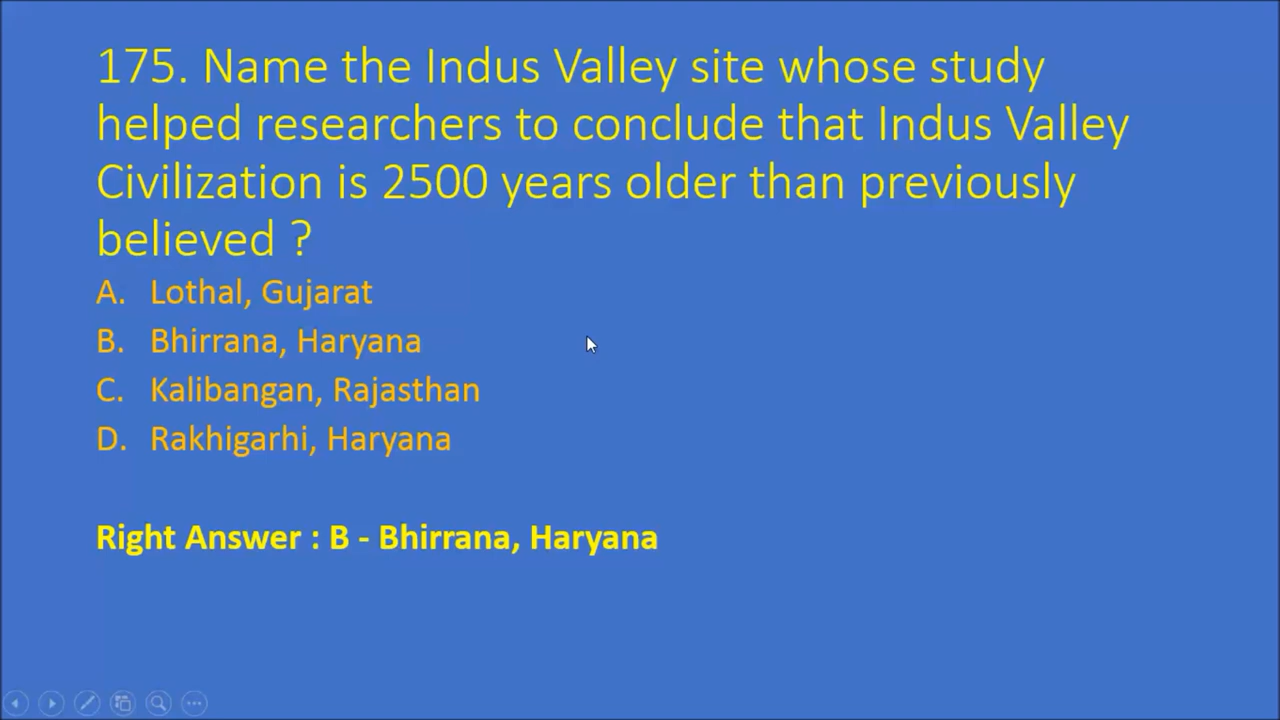 175. Name the Indus Valley site whose study
helped researchers to conclude that Indus Valley
Civilization is 2500 years older than previously
believed ?
A. Lothal, Gujarat
B. Bhirrana, Haryana
C. Kalibangan, Rajasthan
D. Rakhigarhi, Haryana
Right Answer : B - Bhirrana, Haryana